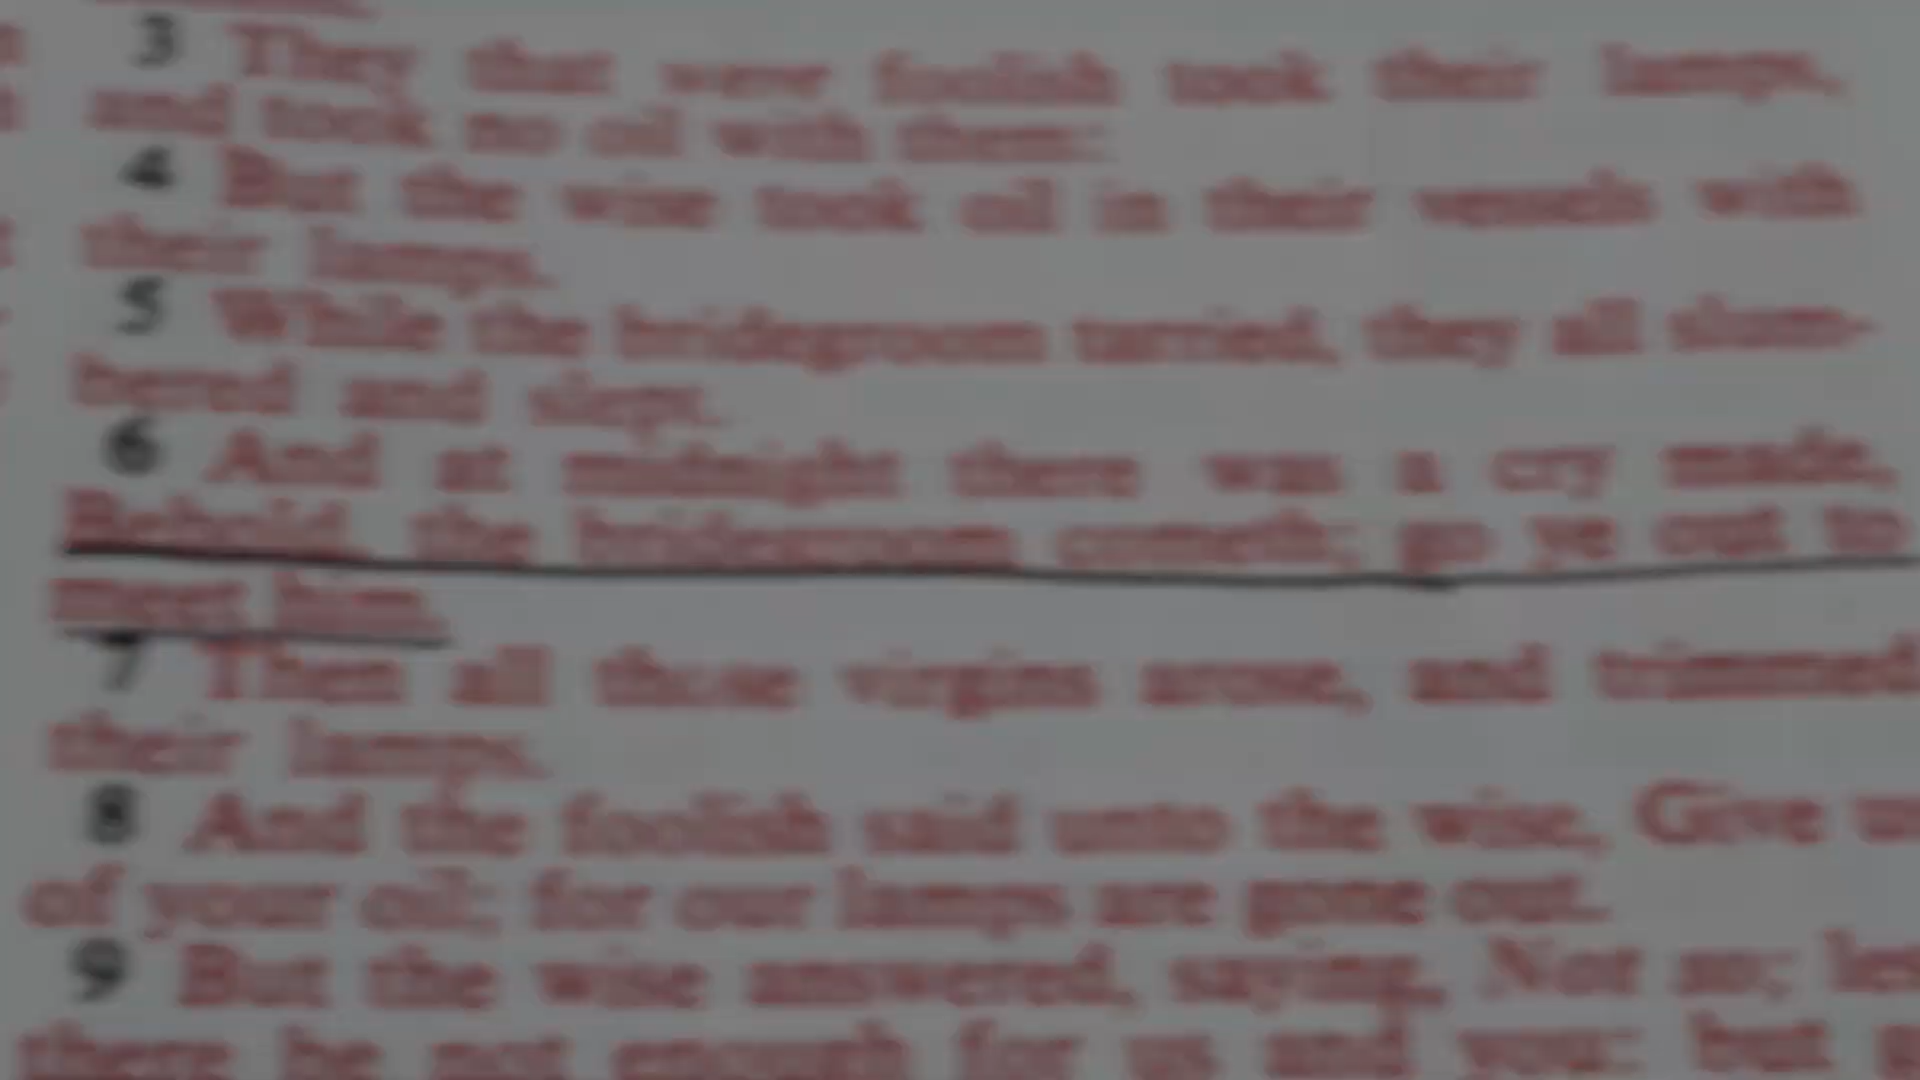 3 They that were foolish took their lamps,
and took no oil with them:
4 But the wise took oil in their vessels with
their lamps.
5 While the bridegroom tarried, they all slum-
bered and slept.
6 And at midnight there was a cry made,
Behold, the bridegroom cometh; go ye out to
meet him.
7 Then all those virgins arose, and trimmed
their lamps.
8 And the foolish said unto the wise, Give
of your oil; for our lamps are gone out.
9 But the wise answered, saying, Not so;
there be not enough for us and you: but